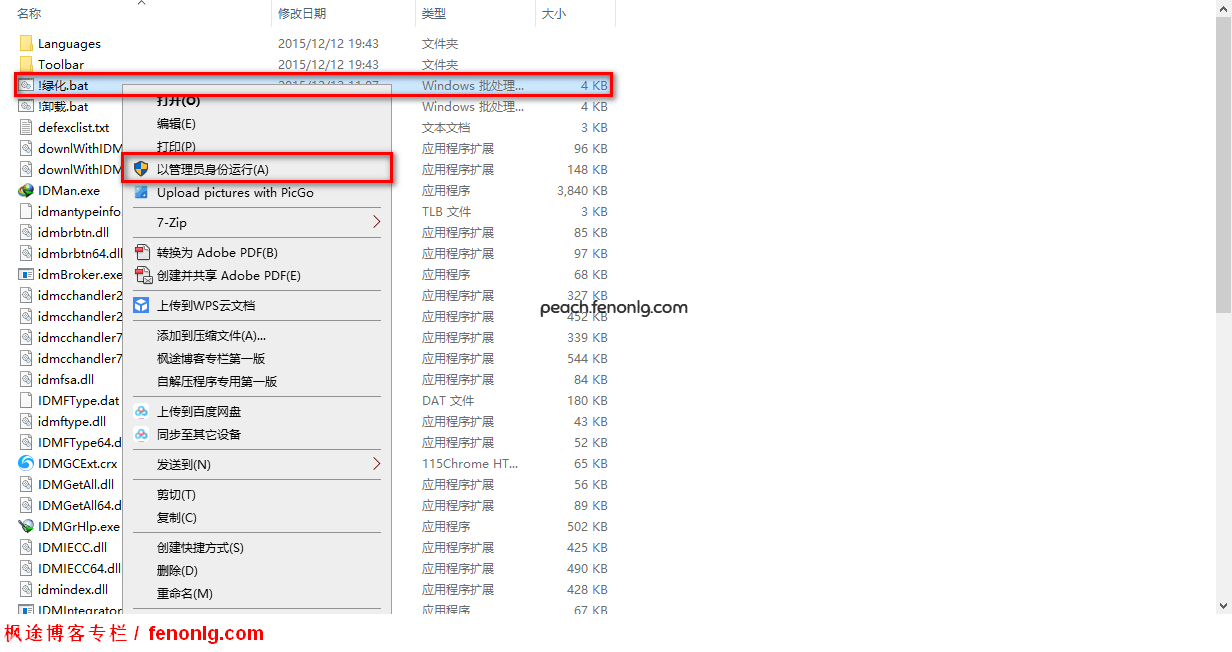 名称 修改日期 类型 大小
Languages 2015/12/12 19:43 文件夹
Toolbar 2015/12/12 19:43 文件夹
!绿化.bat Windows 批处理... 4 KB
!卸载.bat Windows 批处理... 4 KB
defexclist.txt 文本文档 3 KB
downlWithIDM 应用程序扩展 96 KB
downlWithIDM 应用程序扩展 148 KB
IDMan.exe 应用程序 3,840 KB
idmantypeinfo TLB 文件 3 KB
idmbrbtn.dll 应用程序扩展 85 KB
idmbrbtn64.dll 应用程序扩展 97 KB
idmBroker.exe 应用程序 68 KB
idmcchandler2 应用程序扩展 327 KB
idmcchandler2 应用程序扩展 452 KB
idmcchandler7 应用程序扩展 339 KB
idmcchandler7 应用程序扩展 544 KB
idmfsa.dll 应用程序扩展 84 KB
IDMFType.dat DAT 文件 180 KB
idmftype.dll 应用程序扩展 43 KB
IDMFType64.d 应用程序扩展 52 KB
IDMGCExt.crx 115Chrome HT... 65 KB
IDMGetAll.dll 应用程序扩展 56 KB
IDMGetAll64.d 应用程序扩展 89 KB
IDMGrHlp.exe 应用程序 502 KB
IDMIECC.dll 应用程序扩展 425 KB
IDMIECC64.dll 应用程序扩展 490 KB
idmindex.dll 应用程序扩展 428 KB
IDMIntegrator 应用程序 67 KB
打开(O)
编辑(E)
打印(P)
以管理员身份运行(A)
Upload pictures with PicGo
7-Zip
转换为 Adobe PDF(B)
创建并共享 Adobe PDF(E)
上传到WPS云文档
添加到压缩文件(A)...
枫途博客专栏第一版
自解压程序专用第一版
上传到百度网盘
同步至其它设备
发送到(N)
剪切(T)
复制(C)
创建快捷方式(S)
删除(D)
重命名(M)
peach.fenonlg.com
枫途博客专栏 / fenonlg.com